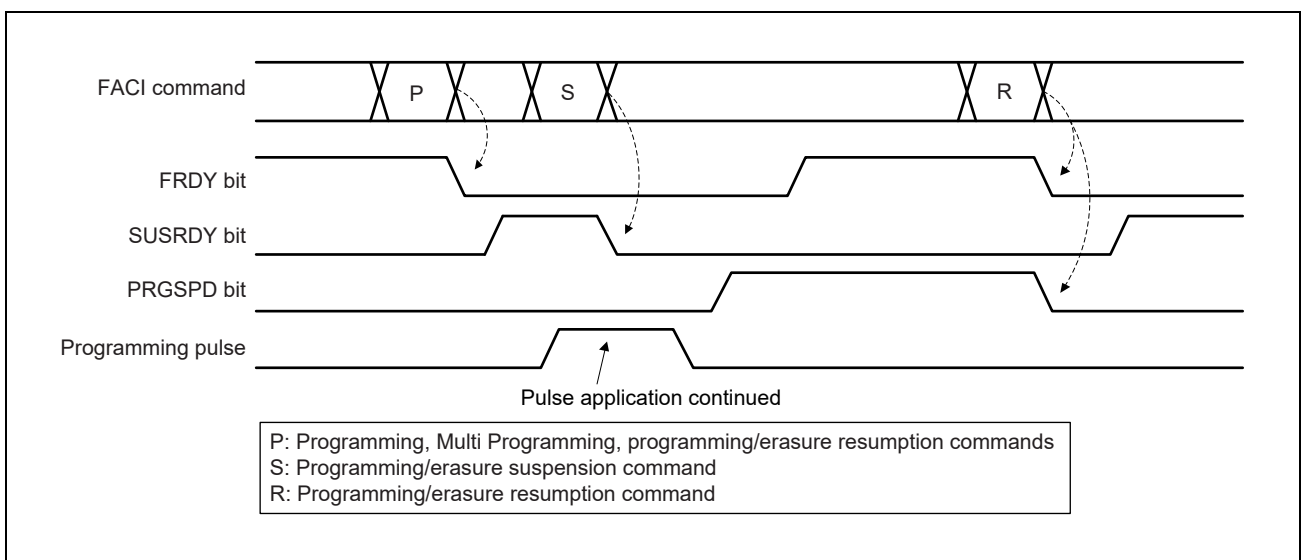 FACI command
P
S
R
FRDY bit
SUSRDY bit
PRGSPD bit
Programming pulse
Pulse application continued
P: Programming, Multi Programming, programming/erasure resumption commands
S: Programming/erasure suspension command
R: Programming/erasure resumption command